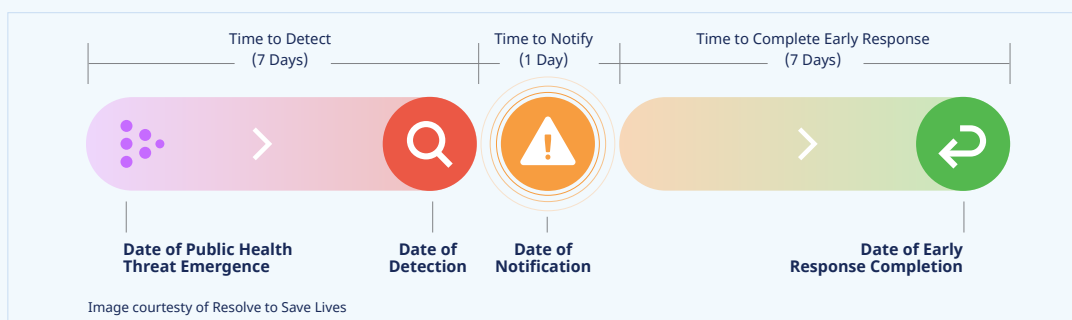 Time to Detect
(7 Days)
Time to Notify
(1 Day)
Time to Complete Early Response
(7 Days)
Date of Public Health
Threat Emergence
Date of
Detection
Date of
Notification
Date of Early
Response Completion
Image courtesty of Resolve to Save Lives